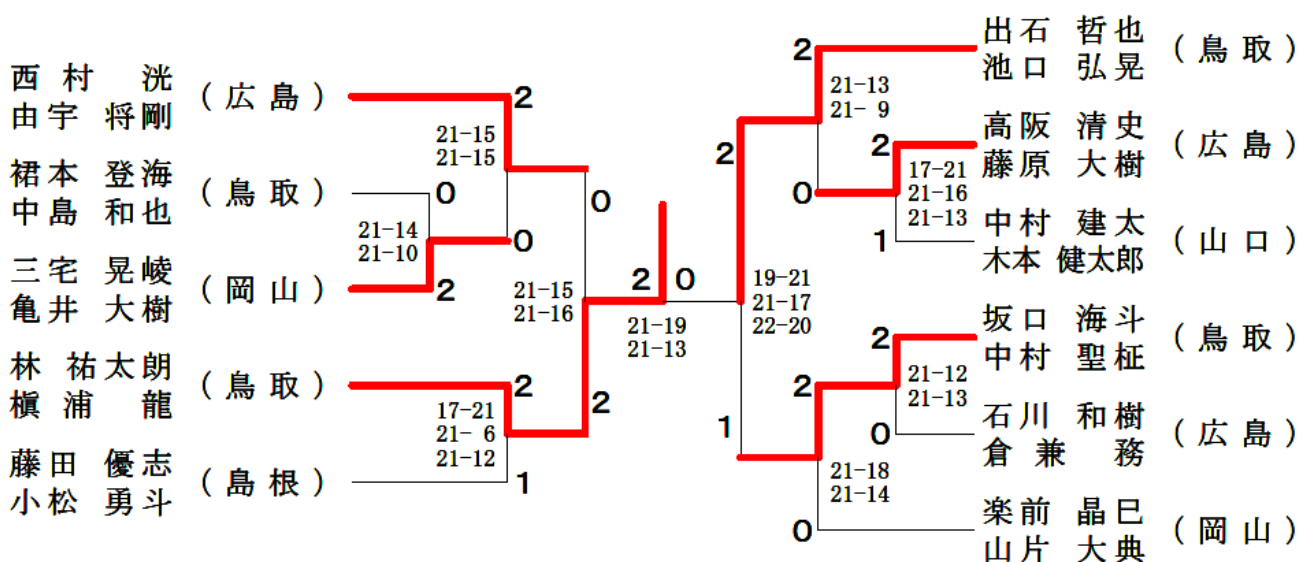 西村 洸
由宇 将剛
(広島)
2
21-15
21-15
裙本 登海
中島 和也
(鳥取)
0
21-14
21-10
0
三宅 晃崚
亀井 大樹
(岡山)
2
0
21-15
21-16
林 祐太朗
槇浦 龍
(鳥取)
2
17-21
21- 6
21-12
2
藤田 優志
小松 勇斗
(島根)
1
2
0
21-19
21-13
出石 哲也
池口 弘晃
(鳥取)
2
21-13
21- 9
2
高阪 清史
藤原 大樹
(広島)
2
17-21
21-16
21-13
0
中村 建太
木本 健太郎
(山口)
1
19-21
21-17
22-20
坂口 海斗
中村 聖柾
(鳥取)
2
21-12
21-13
2
1
石川 和樹
倉兼 務
(広島)
0
21-18
21-14
楽前 晶巳
山片 大典
(岡山)
0